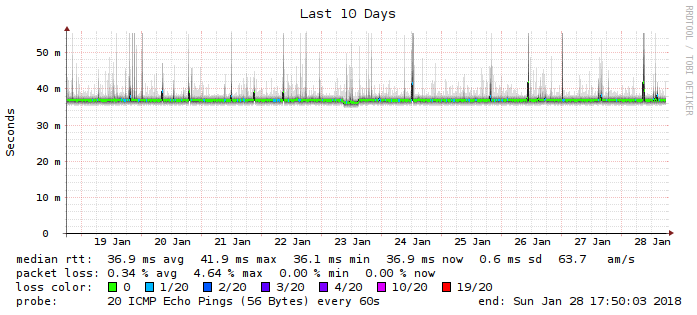 Last 10 Days
RRDTOOL / TOBI OETIKER
Seconds
50 m
40 m
30 m
20 m
10 m
0
19 Jan 20 Jan 21 Jan 22 Jan 23 Jan 24 Jan 25 Jan 26 Jan 27 Jan 28 Jan
median rtt: 36.9 ms avg 41.9 ms max 36.1 ms min 36.9 ms now 0.6 ms sd 63.7 am/s
packet loss: 0.34 % avg 4.64 % max 0.00 % min 0.00 % now
loss color: 0 1/20 2/20 3/20 4/20 10/20 19/20
probe: 20 ICMP Echo Pings (56 Bytes) every 60s end: Sun Jan 28 17:50:03 2018